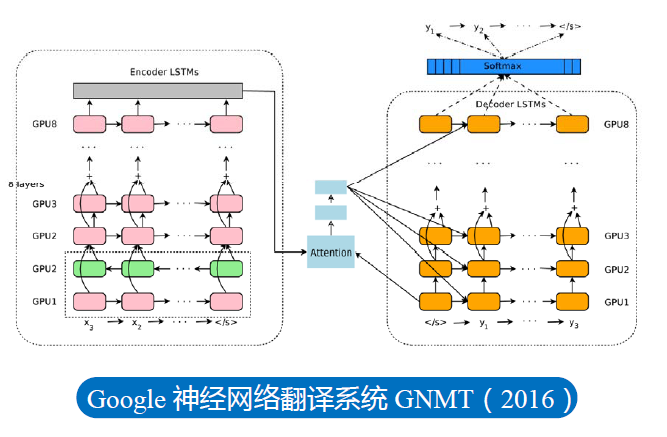 y₁ → y₂ → ··· → </s>
Softmax
Encoder LSTMs
Decoder LSTMs
GPU8
GPU8
8 layers
GPU3
GPU2
GPU2
GPU1
Attention
GPU3
GPU2
GPU1
x₃ → x₂ → ··· → </s>
</s> → y₁ → ··· → y₃
Google 神经网络翻译系统 GNMT（2016）